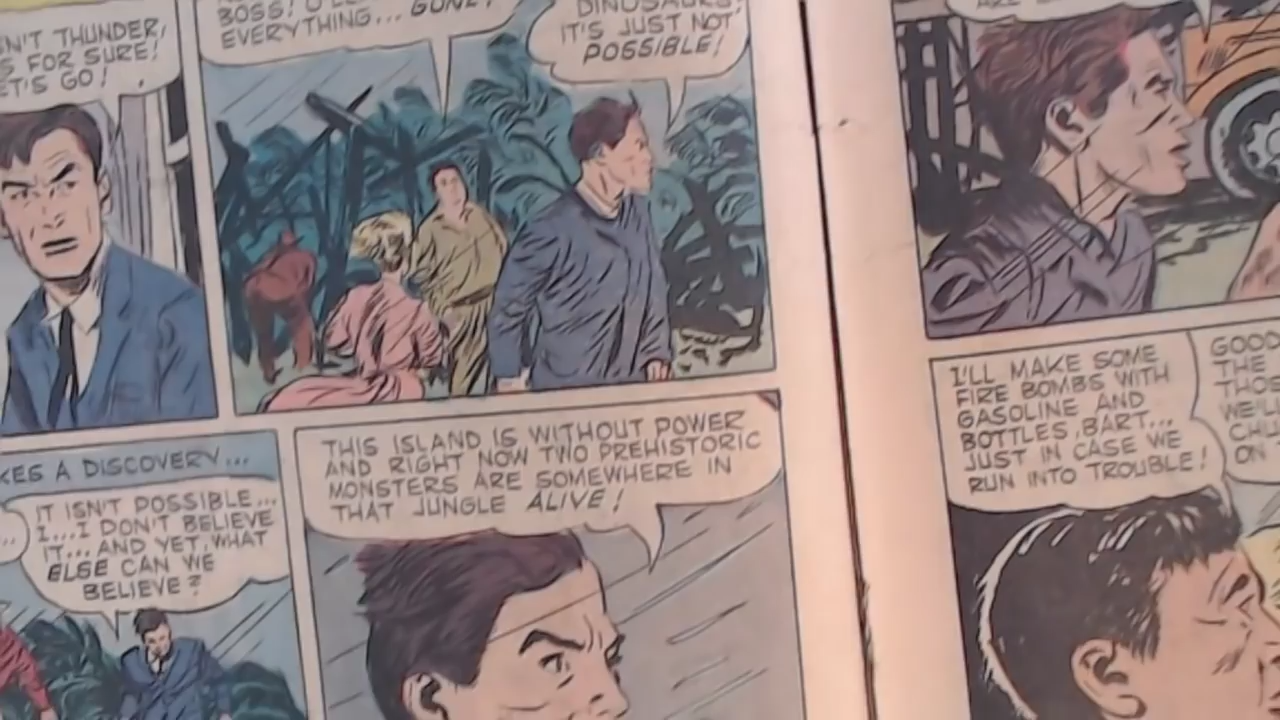 N'T THUNDER,
FOR SURE!
LET'S GO!
BOSS!
EVERYTHING... GONE!
DINOSAURS!
IT'S JUST NOT
POSSIBLE!
A DISCOVERY...
IT ISN'T POSSIBLE...
I...I DON'T BELIEVE
IT...AND YET, WHAT
ELSE CAN WE
BELIEVE?
THIS ISLAND IS WITHOUT POWER
AND RIGHT NOW TWO PREHISTORIC
MONSTERS ARE SOMEWHERE IN
THAT JUNGLE ALIVE!
I'LL MAKE SOME
FIRE BOMBS WITH
GASOLINE AND
BOTTLES, BART...
JUST IN CASE WE
RUN INTO TROUBLE!
GOOD
THE
THOS
WE'LL
CHU
ON